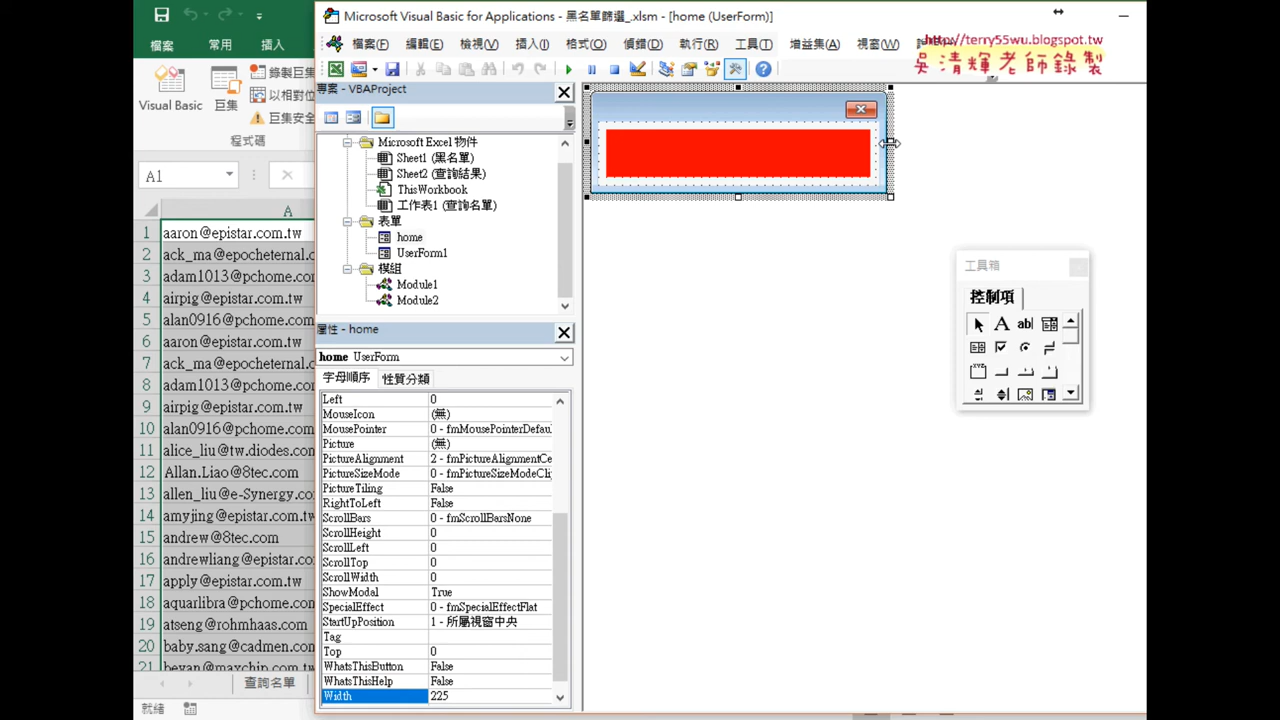 Microsoft Visual Basic for Applications - 黑名單篩選_.xlsm - [home (UserForm)]
檔案 常用 插入
檔案(F) 編輯(E) 檢視(V) 插入(I) 格式(O) 偵錯(D) 執行(R) 工具(T) 增益集(A) 視窗(W)
http://terry55wu.blogspot.tw
吳清輝老師錄製
錄製巨集
以相對位
巨集安全
Visual Basic 巨集
程式碼
A1
專案 - VBAProject
Microsoft Excel 物件
Sheet1 (黑名單)
Sheet2 (查詢結果)
ThisWorkbook
工作表1 (查詢名單)
表單
home
UserForm1
模組
Module1
Module2
屬性 - home
home UserForm
字母順序 性質分類
Left 0
MouseIcon (無)
MousePointer 0 - fmMousePointerDefau
Picture (無)
PictureAlignment 2 - fmPictureAlignmentCe
PictureSizeMode 0 - fmPictureSizeModeCli
PictureTiling False
RightToLeft False
ScrollBars 0 - fmScrollBarsNone
ScrollHeight 0
ScrollLeft 0
ScrollTop 0
ScrollWidth 0
ShowModal True
SpecialEffect 0 - fmSpecialEffectFlat
StartUpPosition 1 - 所屬視窗中央
Tag
Top 0
WhatsThisButton False
WhatsThisHelp False
Width 225
工具箱
控制項
A
1 aaron@epistar.com.tw
2 ack_ma@epocheternal.c
3 adam1013@pchome.com
4 airpig@epistar.com.tw
5 alan0916@pchome.com
6 aaron@epistar.com.tw
7 ack_ma@epocheternal.c
8 adam1013@pchome.com
9 airpig@epistar.com.tw
10 alan0916@pchome.com
11 alice_liu@tw.diodes.com
12 Allan.Liao@8tec.com
13 allen_liu@e-Synergy.co
14 amyjing@epistar.com.tw
15 andrew@8tec.com
16 andrewliang@epistar.co
17 apply@epistar.com.tw
18 aquarlibra@pchome.com
19 atseng@rohmhaas.com
20 baby.sang@cadmen.com
21 bevan@maxchip.com.tw
查詢名單
就緒